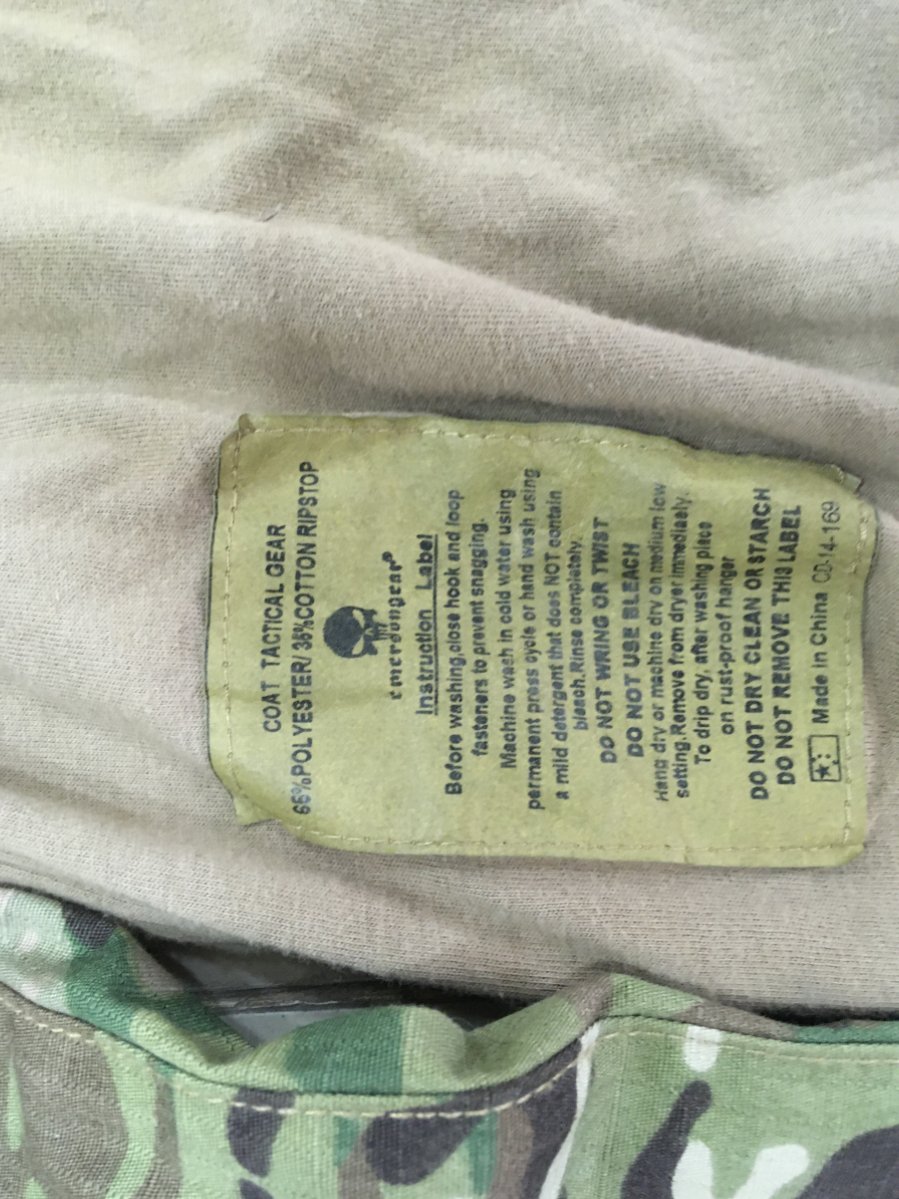 COAT TACTICAL GEAR
65%POLYESTER/ 35%COTTON RIPSTOP
emersongear®
Instruction Label
Before washing,close hook and loop
fasteners to prevent snagging.
Machine wash in cold water using
permanent press cycle or hand wash using
a mild detergent that does NOT contain
bleach.Rinse completely.
DO NOT WRING OR TWIST
DO NOT USE BLEACH
Hang dry or machine dry on medium low
setting.Remove from dryer immediaely.
To drip dry, after washing place
on rust-proof hanger
DO NOT DRY CLEAN OR STARCH
DO NOT REMOVE THIS LABEL
Made in China CD-14-169